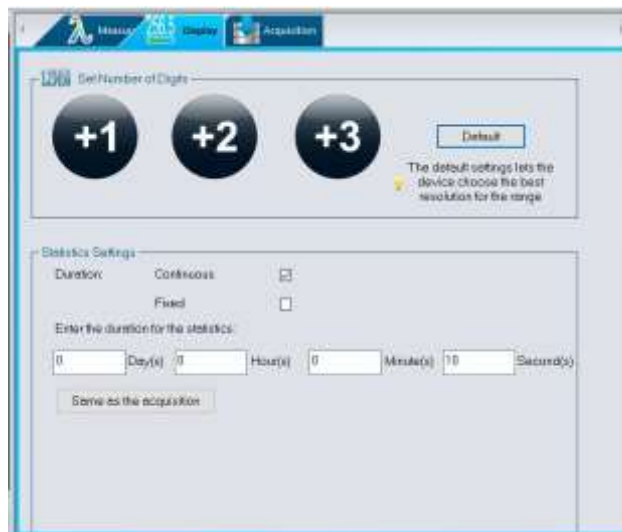 Display
Acquisition
Set Number of Digits
+1
+2
+3
Default
The default settings lets the
device choose the best
resolution for the range
Statistics Settings
Duration:
Continuous
Fixed
Enter the duration for the statistics:
0 Day(s) 0 Hour(s) 0 Minute(s) 10 Second(s)
Same as the acquisition